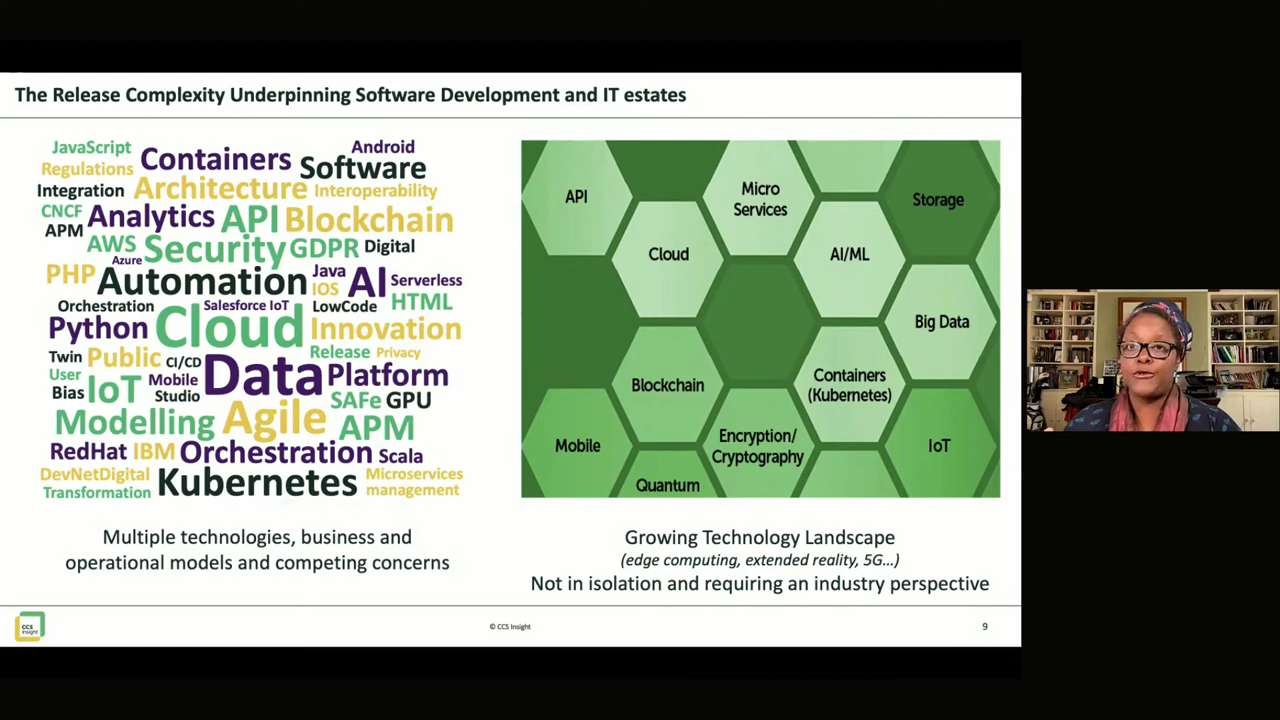 The Release Complexity Underpinning Software Development and IT estates
JavaScript
Containers
Android
Regulations
Software
Integration
Architecture
Interoperability
CNCF
Analytics
API
Blockchain
APM
AWS
Security
GDPR
Digital
Azure
PHP
Automation
Java
iOS
AI
Serverless
Orchestration
Salesforce IoT
LowCode
HTML
Python
Cloud
Innovation
Twin
Public
CI/CD
Release
Privacy
User
Data
Platform
Bias
IoT
Mobile
Studio
SAFe
GPU
Modelling
Agile
APM
RedHat
IBM
Orchestration
Scala
DevNetDigital
Kubernetes
Microservices
Transformation
management
Multiple technologies, business and
operational models and competing concerns
API
Micro
Services
Storage
Cloud
AI/ML
Big Data
Blockchain
Containers
(Kubernetes)
Mobile
Encryption/
Cryptography
IoT
Quantum
Growing Technology Landscape
(edge computing, extended reality, 5G...)
Not in isolation and requiring an industry perspective
CCS
Insight
© CCS Insight
9